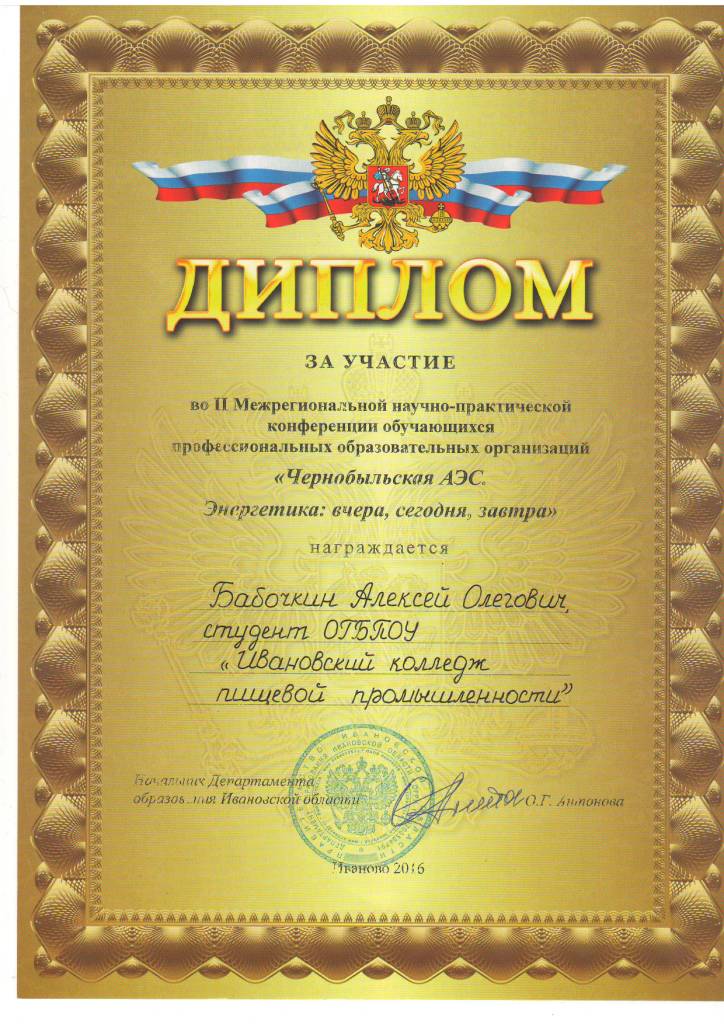 ДИПЛОМ
ЗА УЧАСТИЕ
во II Межрегиональной научно-практической
конференции обучающихся
профессиональных образовательных организаций
«Чернобыльская АЭС.
Энергетика: вчера, сегодня, завтра»
награждается
Бабочкин Алексей Олегович,
студент ОГБПОУ
«Ивановский колледж
пищевой промышленности”
Начальник Департамента
образования Ивановской области
О.Г. Антонова
Иваново 2016